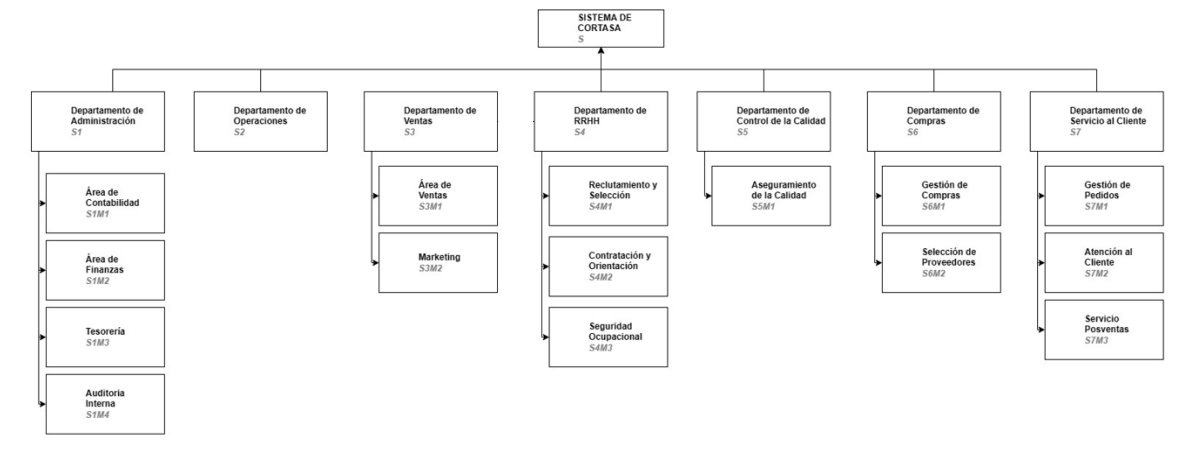 SISTEMA DE
CORTASA
S
Departamento de
Administración
S1
Departamento de
Operaciones
S2
Departamento de
Ventas
S3
Departamento de
RRHH
S4
Departamento de
Control de la Calidad
S5
Departamento de
Compras
S6
Departamento de
Servicio al Cliente
S7
Área de
Contabilidad
S1M1
Área de
Finanzas
S1M2
Tesorería
S1M3
Auditoria
Interna
S1M4
Área de
Ventas
S3M1
Marketing
S3M2
Reclutamiento y
Selección
S4M1
Contratación y
Orientación
S4M2
Seguridad
Ocupacional
S4M3
Aseguramiento
de la Calidad
S5M1
Gestión de
Compras
S6M1
Selección de
Proveedores
S6M2
Gestión de
Pedidos
S7M1
Atención al
Cliente
S7M2
Servicio
Posventas
S7M3